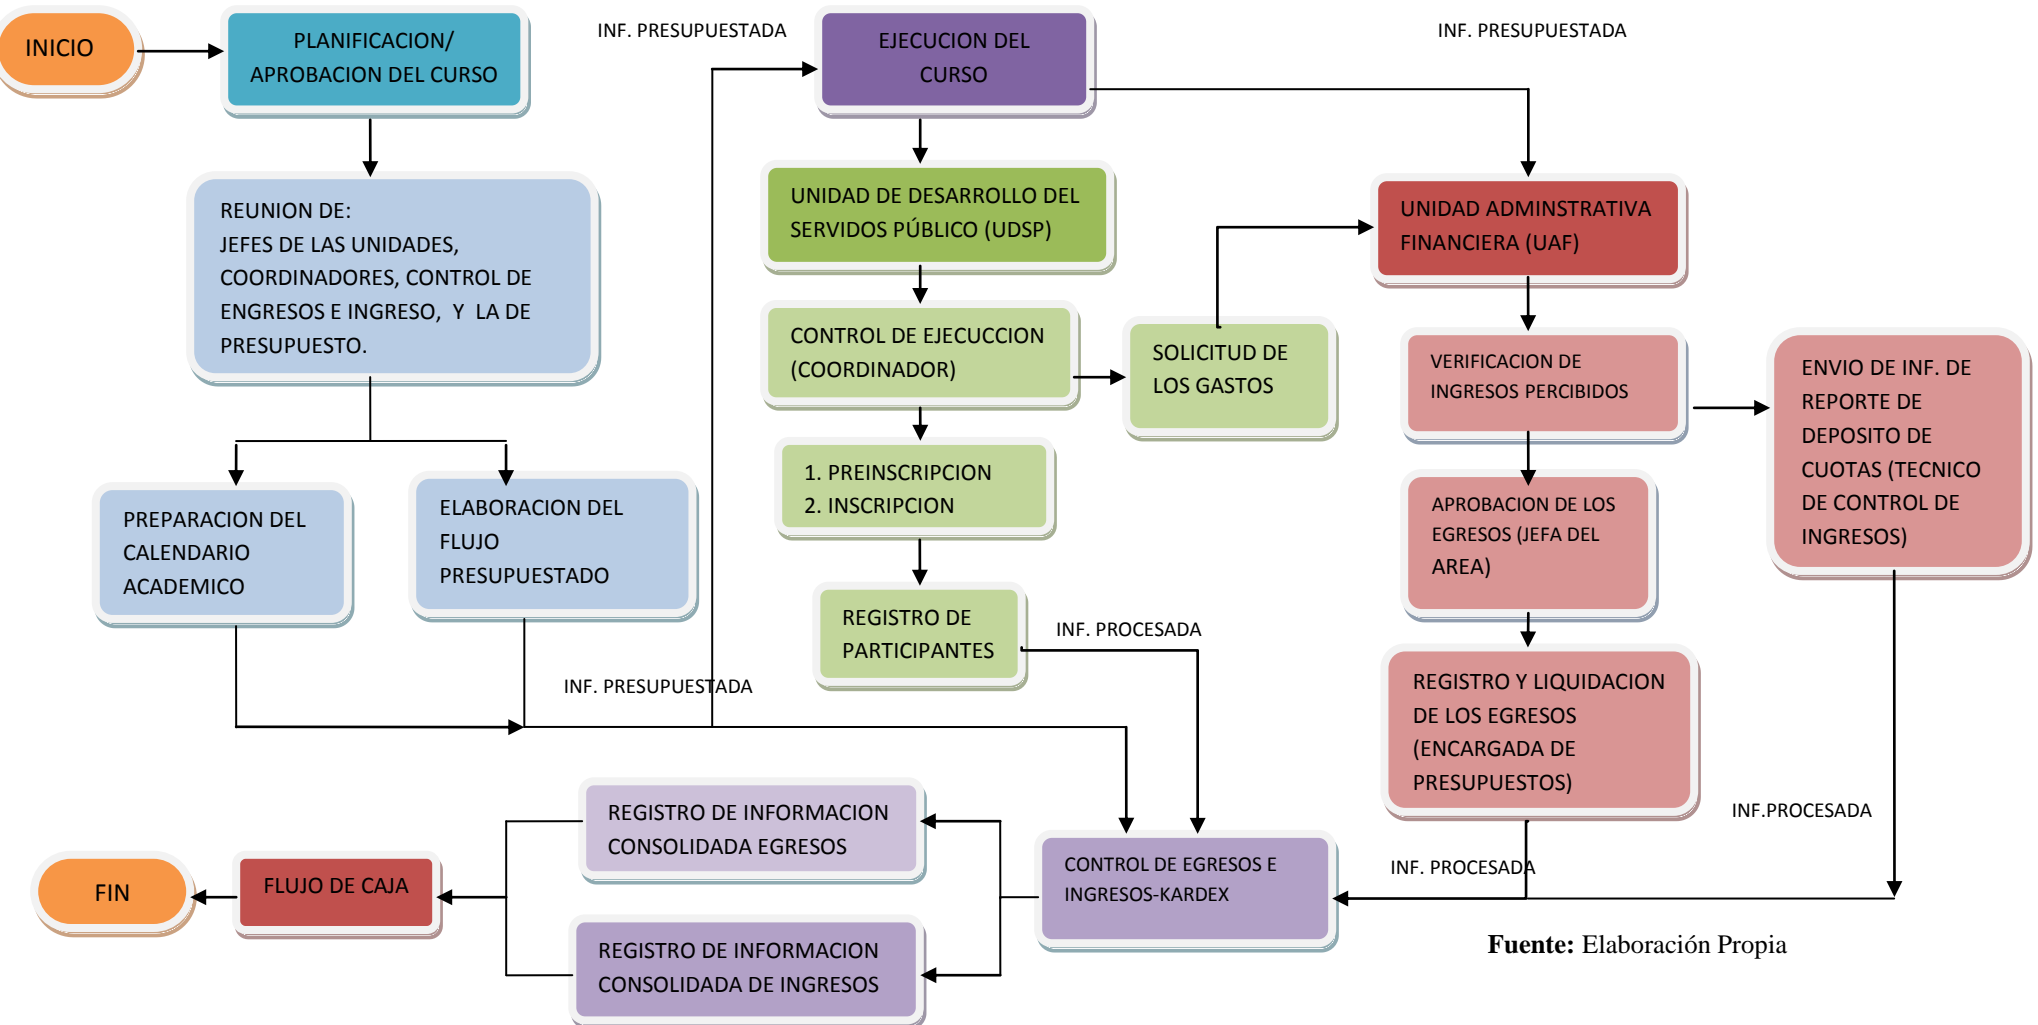 INICIO
PLANIFICACION/
APROBACION DEL CURSO
INF. PRESUPUESTADA
EJECUCION DEL
CURSO
INF. PRESUPUESTADA
REUNION DE:
JEFES DE LAS UNIDADES,
COORDINADORES, CONTROL DE
ENGRESOS E INGRESO, Y LA DE
PRESUPUESTO.
UNIDAD DE DESARROLLO DEL
SERVIDOS PÚBLICO (UDSP)
UNIDAD ADMINSTRATIVA
FINANCIERA (UAF)
CONTROL DE EJECUCCION
(COORDINADOR)
SOLICITUD DE
LOS GASTOS
VERIFICACION DE
INGRESOS PERCIBIDOS
ENVIO DE INF. DE
REPORTE DE
DEPOSITO DE
CUOTAS (TECNICO
DE CONTROL DE
INGRESOS)
1. PREINSCRIPCION
2. INSCRIPCION
PREPARACION DEL
CALENDARIO
ACADEMICO
ELABORACION DEL
FLUJO
PRESUPUESTADO
APROBACION DE LOS
EGRESOS (JEFA DEL
AREA)
REGISTRO DE
PARTICIPANTES
INF. PROCESADA
INF. PRESUPUESTADA
REGISTRO Y LIQUIDACION
DE LOS EGRESOS
(ENCARGADA DE
PRESUPUESTOS)
INF.PROCESADA
REGISTRO DE INFORMACION
CONSOLIDADA EGRESOS
CONTROL DE EGRESOS E
INGRESOS-KARDEX
INF. PROCESADA
FIN
FLUJO DE CAJA
REGISTRO DE INFORMACION
CONSOLIDADA DE INGRESOS
Fuente: Elaboración Propia